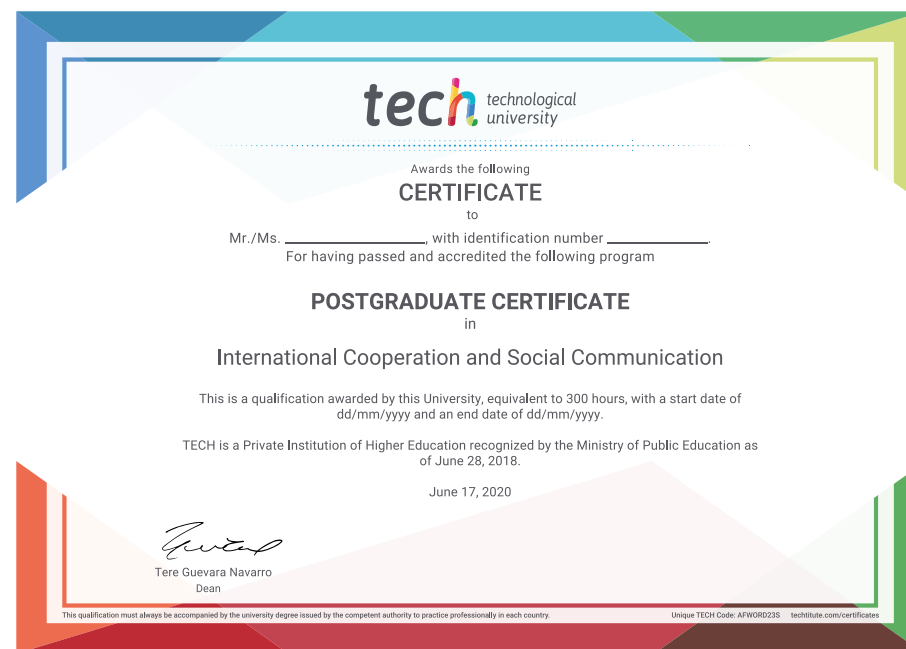 tech technological
university
Awards the following
CERTIFICATE
to
Mr./Ms. ____________________, with identification number _______________.
For having passed and accredited the following program
POSTGRADUATE CERTIFICATE
in
International Cooperation and Social Communication
This is a qualification awarded by this University, equivalent to 300 hours, with a start date of
dd/mm/yyyy and an end date of dd/mm/yyyy.
TECH is a Private Institution of Higher Education recognized by the Ministry of Public Education as
of June 28, 2018.
June 17, 2020
Tere Guevara Navarro
Dean
This qualification must always be accompanied by the university degree issued by the competent authority to practice professionally in each country. Unique TECH Code: AFWORD23S techtitute.com/certificates